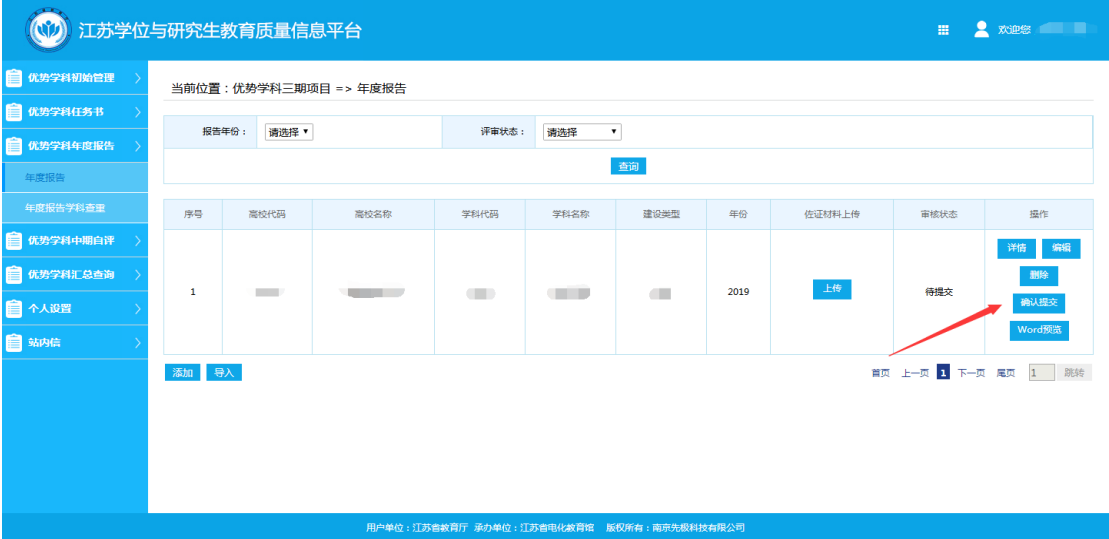 江苏学位与研究生教育质量信息平台
欢迎您
优势学科初始管理
优势学科任务书
优势学科年度报告
年度报告
年度报告学科查重
优势学科中期自评
优势学科汇总查询
个人设置
站内信
当前位置：优势学科三期项目 => 年度报告
报告年份： 请选择 评审状态： 请选择
查询
序号 高校代码 高校名称 学科代码 学科名称 建设类型 年份 佐证材料上传 审核状态 操作
1 2019 上传 待提交
详情 编辑
删除
确认提交
Word预览
添加 导入 首页 上一页 1 下一页 尾页 1 跳转
用户单位：江苏省教育厅 承办单位：江苏省电化教育馆 版权所有：南京先极科技有限公司